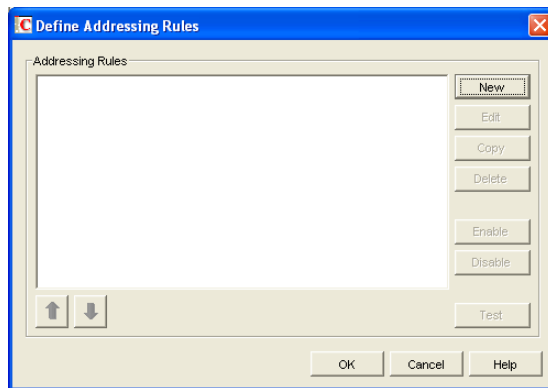 C Define Addressing Rules
Addressing Rules
New
Edit
Copy
Delete
Enable
Disable
Test
OK Cancel Help